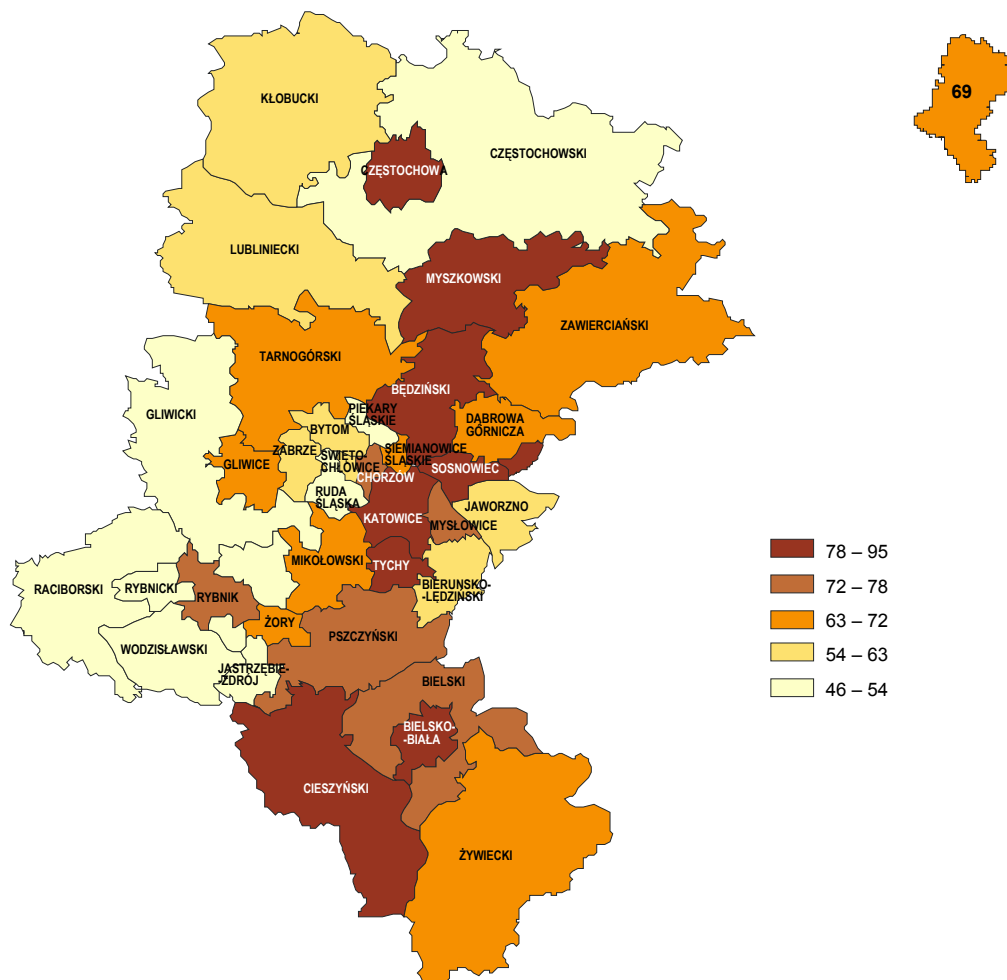 KŁOBUCKI
69
CZĘSTOCHOWSKI
CZĘSTOCHOWA
LUBLINIECKI
MYSZKOWSKI
ZAWIERCIAŃSKI
TARNOGÓRSKI
BĘDZIŃSKI
GLIWICKI
PIEKARY
ŚLĄSKIE
DĄBROWA
GÓRNICZA
BYTOM
ZABRZE
ŚWIĘTO-
CHŁOWICE
SIEMIANOWICE
ŚLĄSKIE
GLIWICE
SOSNOWIEC
CHORZÓW
RUDA
ŚLĄSKA
JAWORZNO
KATOWICE
MYSŁOWICE
MIKOŁOWSKI
TYCHY
BIERUNSKO-
-LĘDZIŃSKI
RACIBORSKI
RYBNICKI
RYBNIK
ŻORY
PSZCZYŃSKI
WODZISŁAWSKI
JASTRZĘBIE-
-ZDRÓJ
BIELSKI
BIELSKO-
-BIAŁA
CIESZYŃSKI
ŻYWIECKI
78 – 95
72 – 78
63 – 72
54 – 63
46 – 54